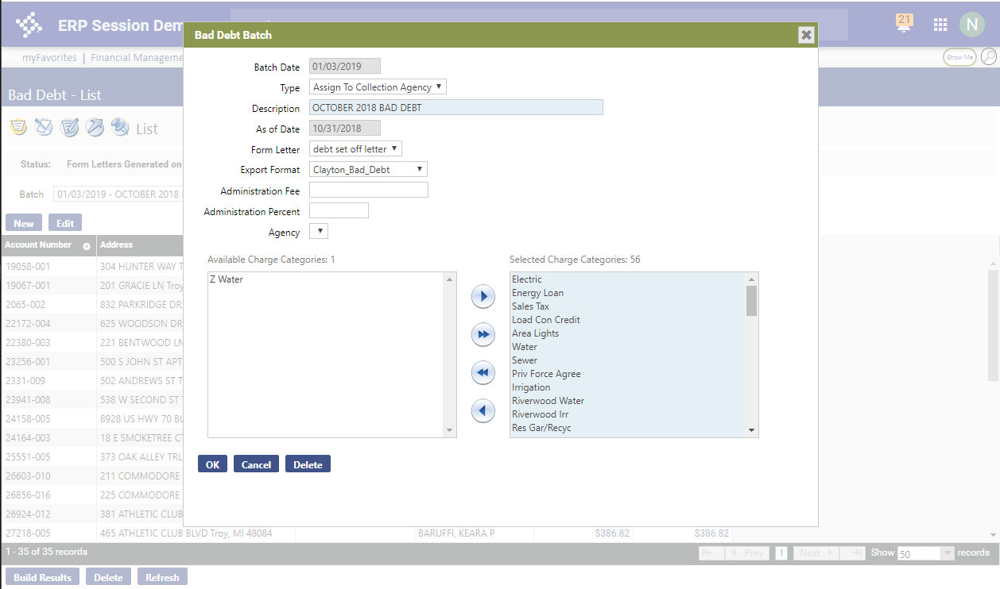 ERP Session Dem
21
N
Bad Debt Batch
myFavorites | Financial Manageme
Show Me
Bad Debt - List
List
Status: Form Letters Generated on
Batch 01/03/2019 - OCTOBER 2018
New Edit
Batch Date 01/03/2019
Type Assign To Collection Agency
Description OCTOBER 2018 BAD DEBT
As of Date 10/31/2018
Form Letter debt set off letter
Export Format Clayton_Bad_Debt
Administration Fee
Administration Percent
Agency
Available Charge Categories: 1
Z Water
Selected Charge Categories: 56
Electric
Energy Loan
Sales Tax
Load Con Credit
Area Lights
Water
Sewer
Priv Force Agree
Irrigation
Riverwood Water
Riverwood Irr
Res Gar/Recyc
OK Cancel Delete
Account Number Address
19058-001 304 HUNTER WAY T
19067-001 201 GRACIE LN Troy
2065-002 832 PARKRIDGE DR
22172-004 625 WOODSON DR
22380-003 221 BENTWOOD LN
23256-001 500 S JOHN ST APT
2331-009 502 ANDREWS ST T
23941-008 538 W SECOND ST
24158-005 8928 US HWY 70 BU
24164-003 18 E SMOKETREE CT
25551-005 373 OAK ALLEY TRL
26603-010 211 COMMODORE
26856-016 225 COMMODORE
26924-012 381 ATHLETIC CLUB
27218-005 465 ATHLETIC CLUB BLVD Troy, MI 48084 BARUFFI, KEARA P $386.82 $386.82
1 - 35 of 35 records
Prev 1 Next Show 50 records
Build Results Delete Refresh